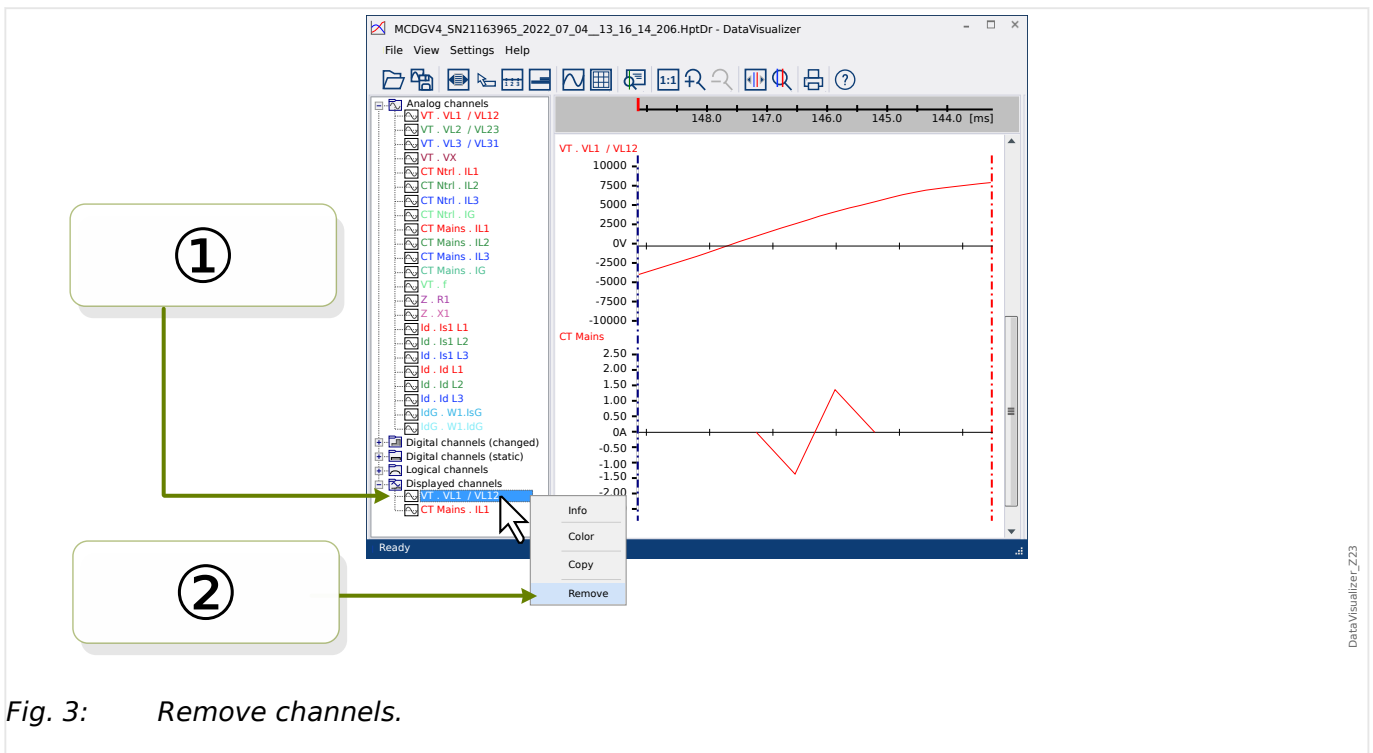 MCDGV4_SN21163965_2022_07_04__13_16_14_206.HptDr - DataVisualizer
File View Settings Help
1 2 3
1:1
?
Analog channels
VT . VL1 / VL12
VT . VL2 / VL23
VT . VL3 / VL31
VT . VX
CT Ntrl . IL1
CT Ntrl . IL2
CT Ntrl . IL3
CT Ntrl . IG
CT Mains . IL1
CT Mains . IL2
CT Mains . IL3
CT Mains . IG
VT . f
Z . R1
Z . X1
Id . Is1 L1
Id . Is1 L2
Id . Is1 L3
Id . Id L1
Id . Id L2
Id . Id L3
IdG . W1.IsG
IdG . W1.IdG
Digital channels (changed)
Digital channels (static)
Logical channels
Displayed channels
VT . VL1 / VL12
CT Mains . IL1
148.0 147.0 146.0 145.0 144.0 [ms]
VT . VL1 / VL12
10000
7500
5000
2500
0V
-2500
-5000
-7500
-10000
CT Mains
2.50
2.00
1.50
1.00
0.50
0A
-0.50
-1.00
-1.50
-2.00
Info
Color
Copy
Remove
Ready
①
②
DataVisualizer_Z23
Fig. 3: Remove channels.